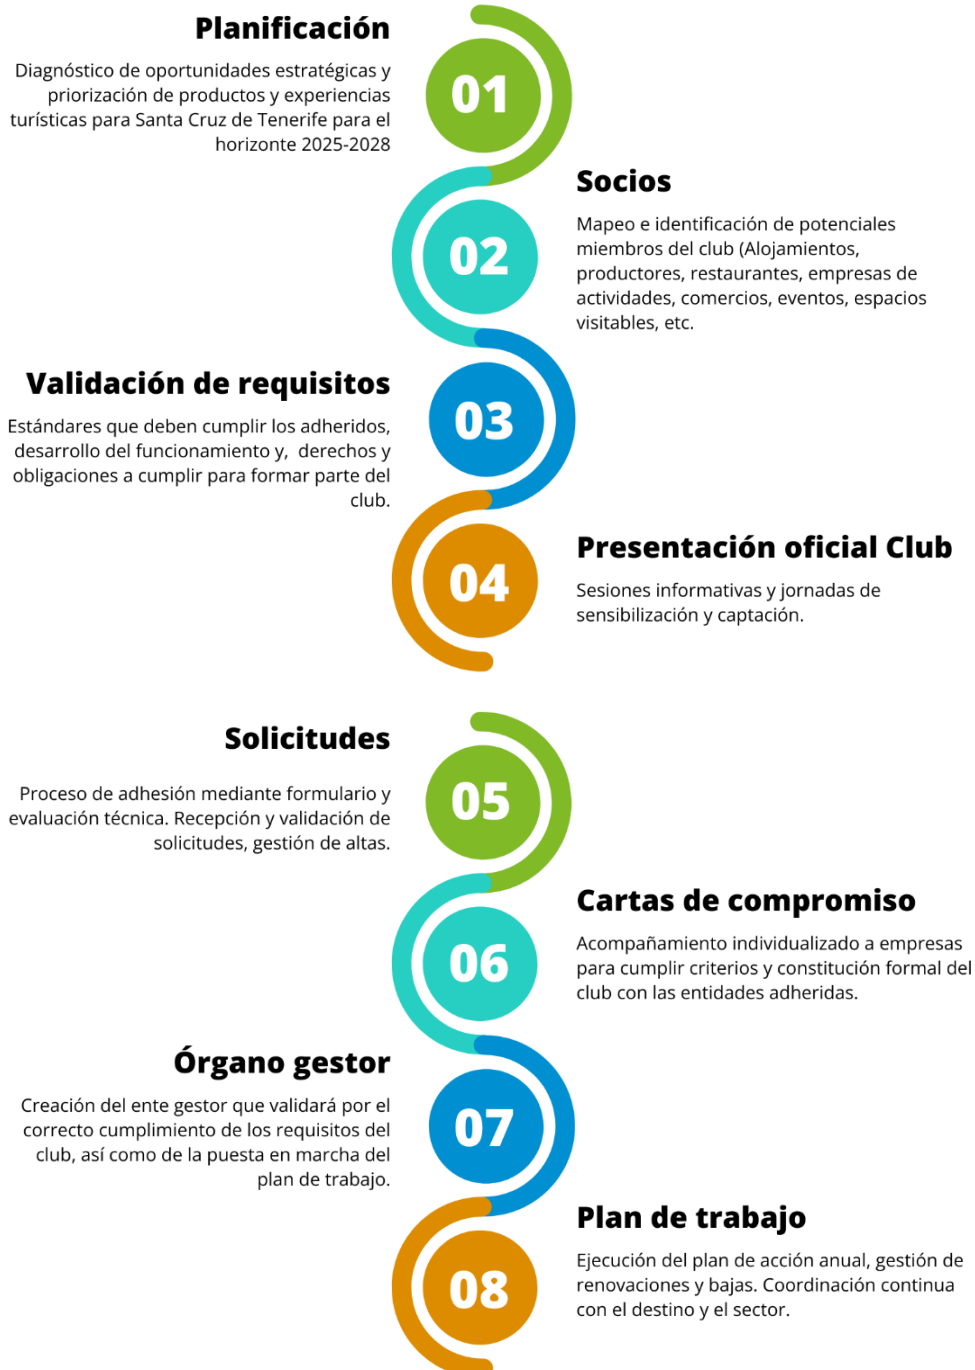 Planificación
Diagnóstico de oportunidades estratégicas y
priorización de productos y experiencias
turísticas para Santa Cruz de Tenerife para el
horizonte 2025-2028
01
Socios
Mapeo e identificación de potenciales
miembros del club (Alojamientos,
productores, restaurantes, empresas de
actividades, comercios, eventos, espacios
visitables, etc.
02
Validación de requisitos
Estándares que deben cumplir los adheridos,
desarrollo del funcionamiento y,  derechos y
obligaciones a cumplir para formar parte del
club.
03
Presentación oficial Club
Sesiones informativas y jornadas de
sensibilización y captación.
04
Solicitudes
Proceso de adhesión mediante formulario y
evaluación técnica. Recepción y validación de
solicitudes, gestión de altas.
05
Cartas de compromiso
Acompañamiento individualizado a empresas
para cumplir criterios y constitución formal del
club con las entidades adheridas.
06
Órgano gestor
Creación del ente gestor que validará por el
correcto cumplimiento de los requisitos del
club, así como de la puesta en marcha del
plan de trabajo.
07
Plan de trabajo
Ejecución del plan de acción anual, gestión de
renovaciones y bajas. Coordinación continua
con el destino y el sector.
08